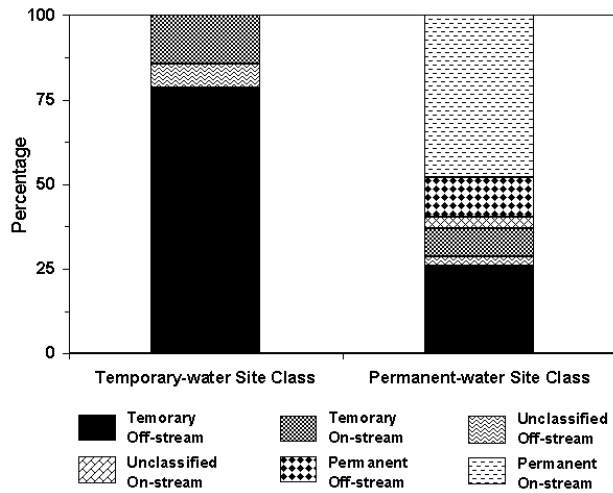 100
75
50
25
0
Percentage
Temporary-water Site Class
Permanent-water Site Class
Temorary
Off-stream
Temorary
On-stream
Unclassified
Off-stream
Unclassified
On-stream
Permanent
Off-stream
Permanent
On-stream